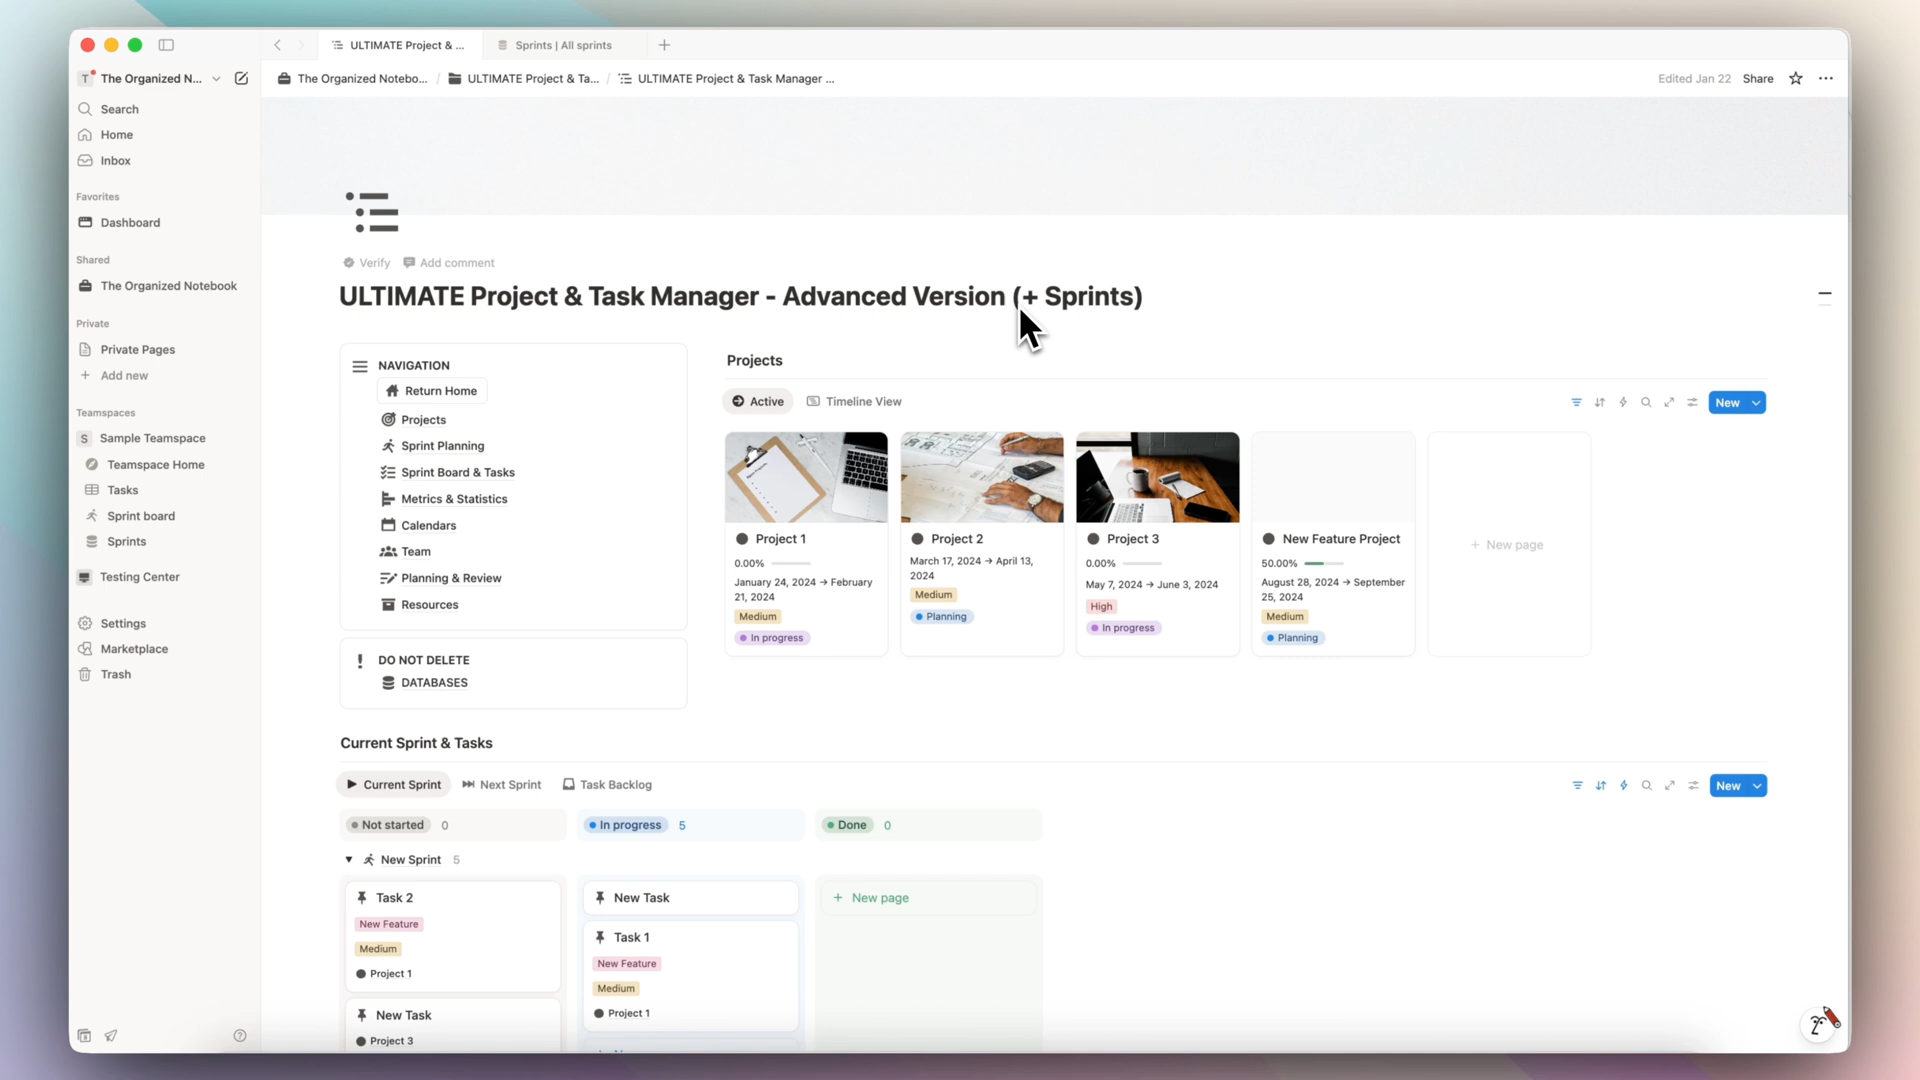 ULTIMATE Project & ...
Sprints | All sprints
T The Organized N...
The Organized Notebo... / ULTIMATE Project & Ta... / ULTIMATE Project & Task Manager ...
Edited Jan 22 Share
Search
Home
Inbox
Favorites
Dashboard
Shared
The Organized Notebook
Private
Private Pages
+ Add new
Teamspaces
S Sample Teamspace
Teamspace Home
Tasks
Sprint board
Sprints
Testing Center
Settings
Marketplace
Trash
Verify Add comment
ULTIMATE Project & Task Manager - Advanced Version (+ Sprints)
NAVIGATION
Return Home
Projects
Sprint Planning
Sprint Board & Tasks
Metrics & Statistics
Calendars
Team
Planning & Review
Resources
DO NOT DELETE
DATABASES
Projects
Active Timeline View
New
Project 1
0.00%
January 24, 2024 → February
21, 2024
Medium
In progress
Project 2
March 17, 2024 → April 13,
2024
Medium
Planning
Project 3
0.00%
May 7, 2024 → June 3, 2024
High
In progress
New Feature Project
50.00%
August 28, 2024 → September
25, 2024
Medium
Planning
+ New page
Current Sprint & Tasks
Current Sprint Next Sprint Task Backlog
New
Not started 0
In progress 5
Done 0
New Sprint 5
Task 2
New Feature
Medium
Project 1
New Task
Project 3
New Task
Task 1
New Feature
Medium
Project 1
+ New page